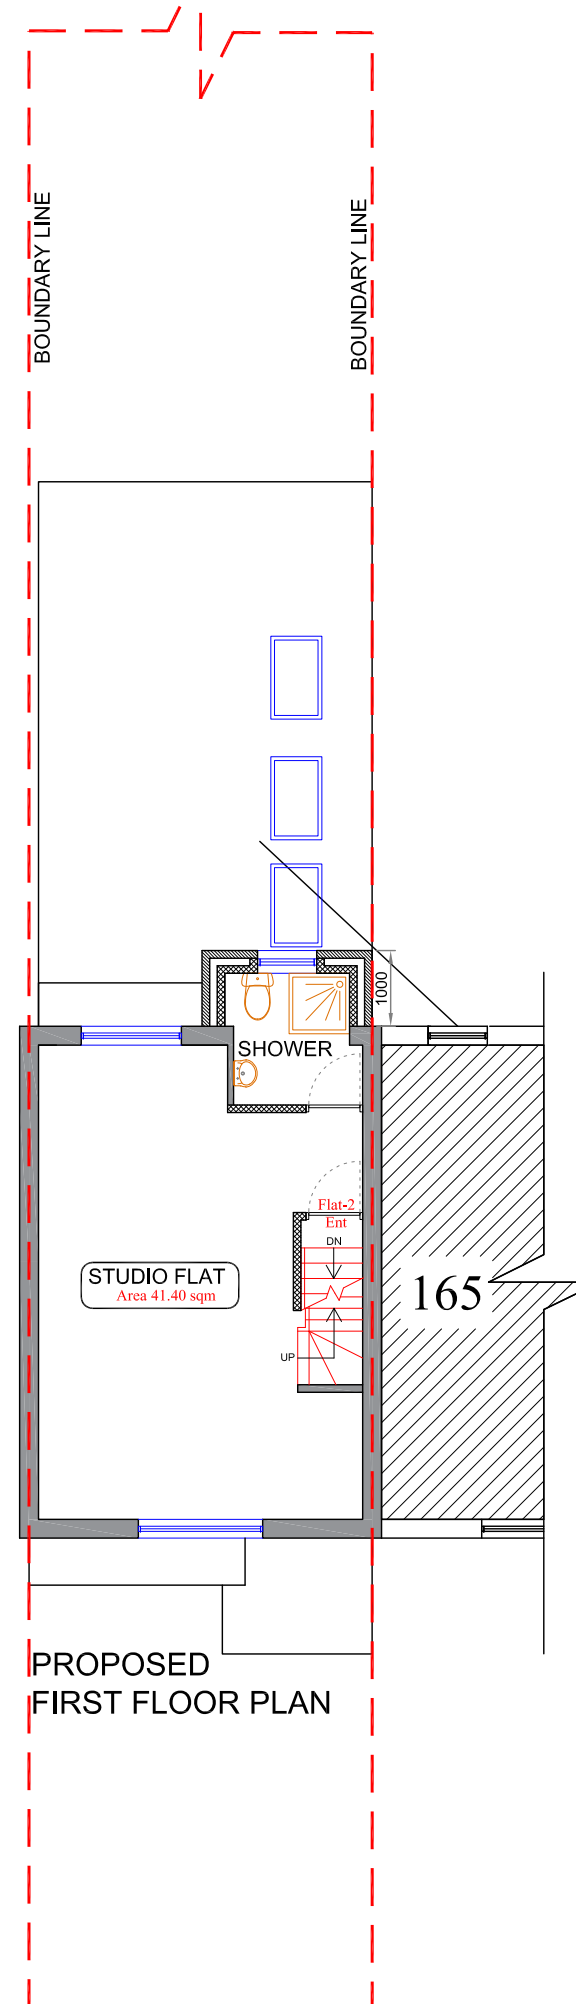 BOUNDARY LINE
BOUNDARY LINE
1000
SHOWER
Flat-2
Ent
DN
STUDIO FLAT
Area 41.40 sqm
165
UP
PROPOSED
FIRST FLOOR PLAN